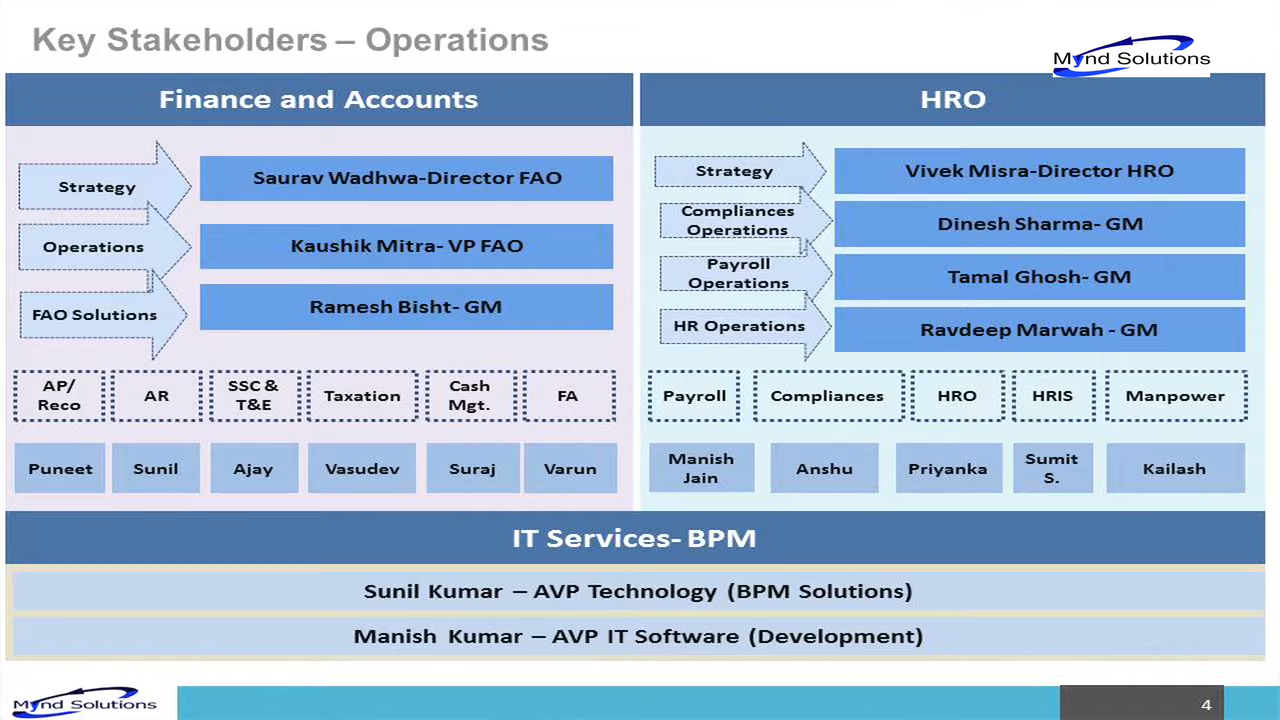 Key Stakeholders – Operations
Mynd Solutions
Finance and Accounts
Strategy
Saurav Wadhwa-Director FAO
Operations
Kaushik Mitra- VP FAO
FAO Solutions
Ramesh Bisht- GM
AP/
Reco
AR
SSC &
T&E
Taxation
Cash
Mgt.
FA
Puneet
Sunil
Ajay
Vasudev
Suraj
Varun
HRO
Strategy
Vivek Misra-Director HRO
Compliances
Operations
Dinesh Sharma- GM
Payroll
Operations
Tamal Ghosh- GM
HR Operations
Ravdeep Marwah - GM
Payroll
Compliances
HRO
HRIS
Manpower
Manish
Jain
Anshu
Priyanka
Sumit
S.
Kailash
IT Services- BPM
Sunil Kumar – AVP Technology (BPM Solutions)
Manish Kumar – AVP IT Software (Development)
Mynd Solutions
4